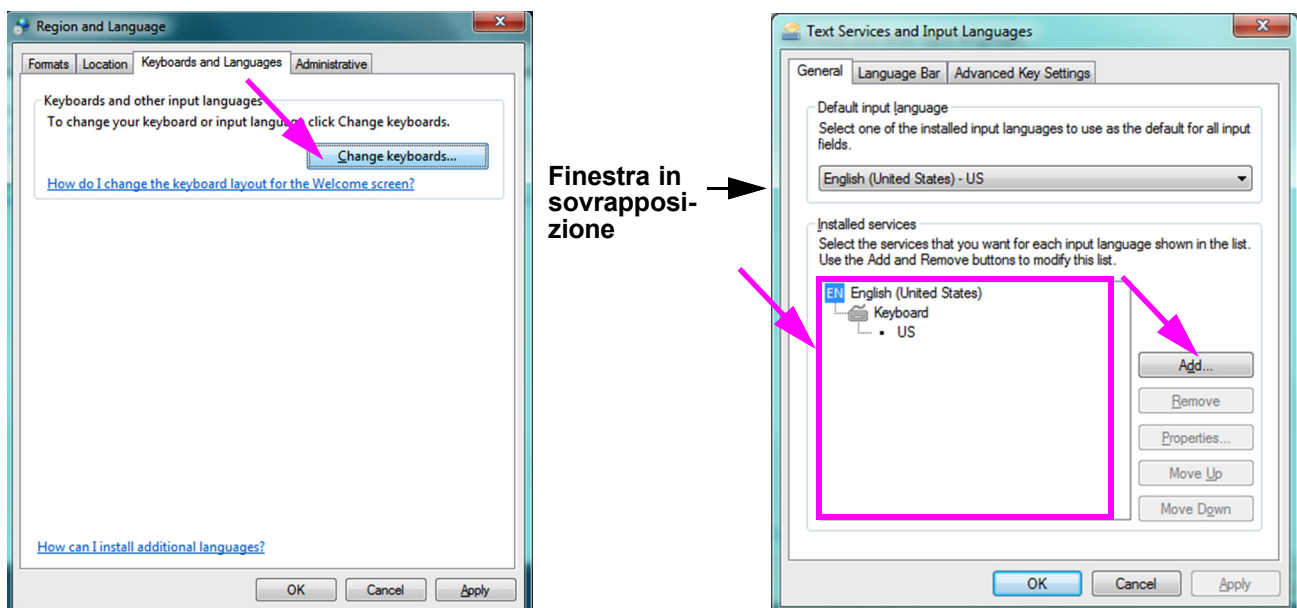 Region and Language
Formats Location Keyboards and Languages Administrative
Keyboards and other input languages
To change your keyboard or input language click Change keyboards.
Change keyboards...
How do I change the keyboard layout for the Welcome screen?
How can I install additional languages?
OK Cancel Apply
Finestra in
sovrapposi-
zione
Text Services and Input Languages
General Language Bar Advanced Key Settings
Default input language
Select one of the installed input languages to use as the default for all input
fields.
English (United States) - US
Installed services
Select the services that you want for each input language shown in the list.
Use the Add and Remove buttons to modify this list.
EN English (United States)
Keyboard
US
Add...
Remove
Properties...
Move Up
Move Down
OK Cancel Apply